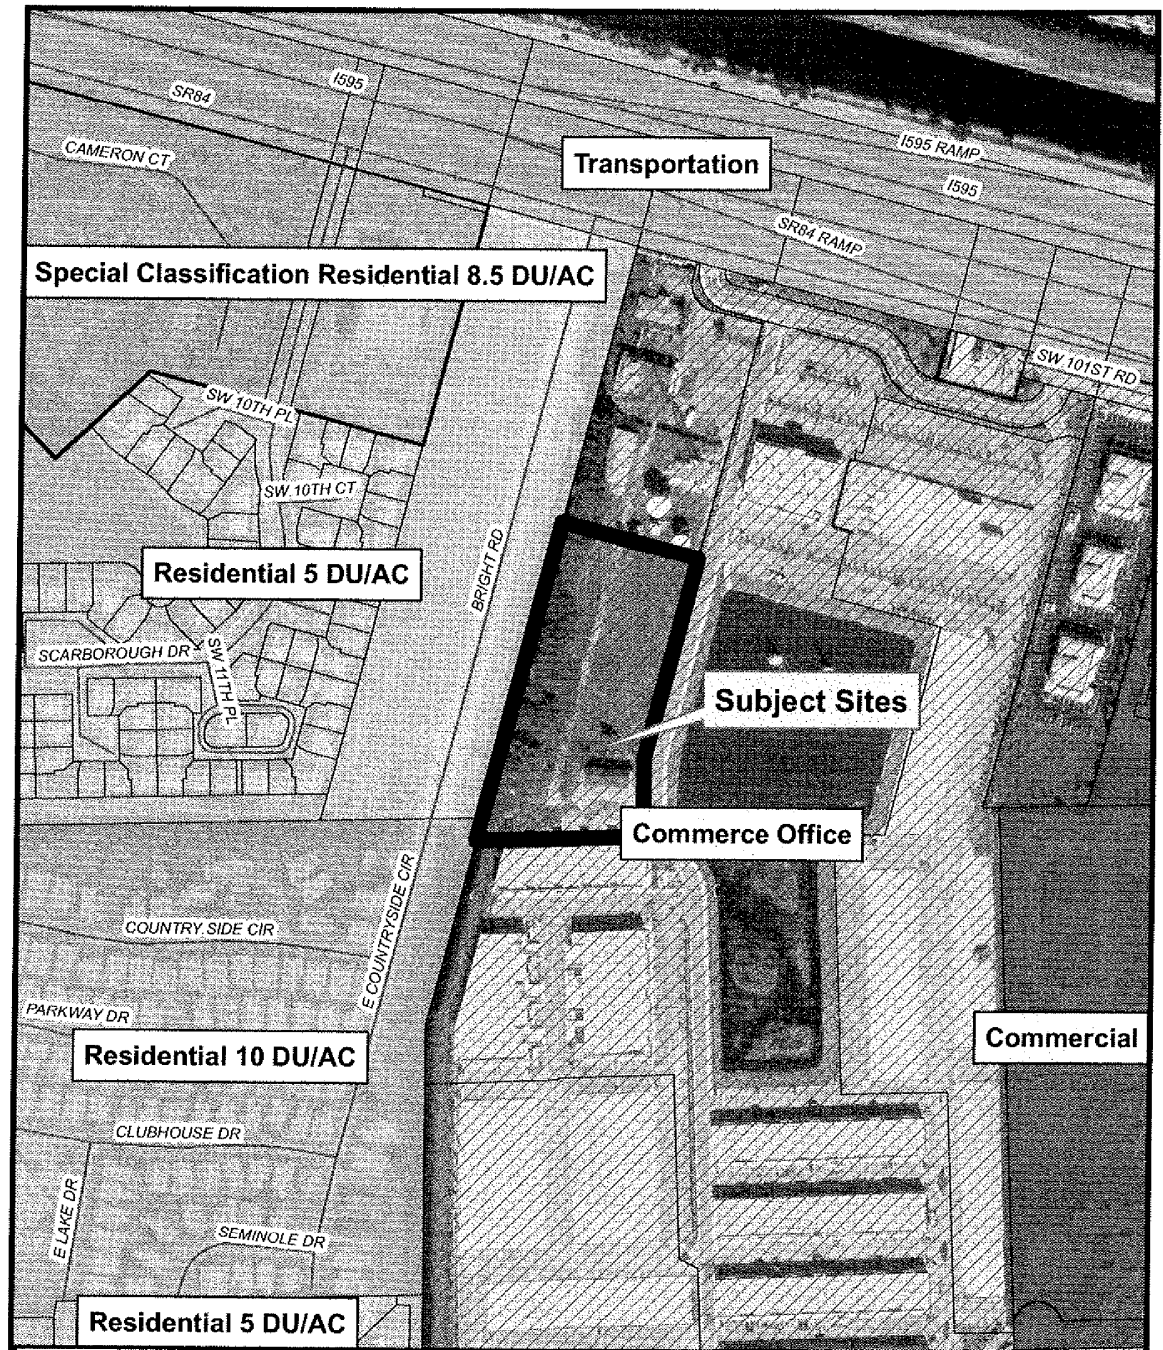 I595
SR84
CAMERON CT
I595 RAMP
Transportation
I595
SR84 RAMP
Special Classification Residential 8.5 DU/AC
SW 101ST RD
SW 10TH PL
SW 10TH CT
BRIGHT RD
Residential 5 DU/AC
SCARBOROUGH DR
SW 11TH PL
Subject Sites
Commerce Office
E COUNTRYSIDE CIR
COUNTRY SIDE CIR
PARKWAY DR
Residential 10 DU/AC
Commercial
CLUBHOUSE DR
E LAKE DR
SEMINOLE DR
Residential 5 DU/AC